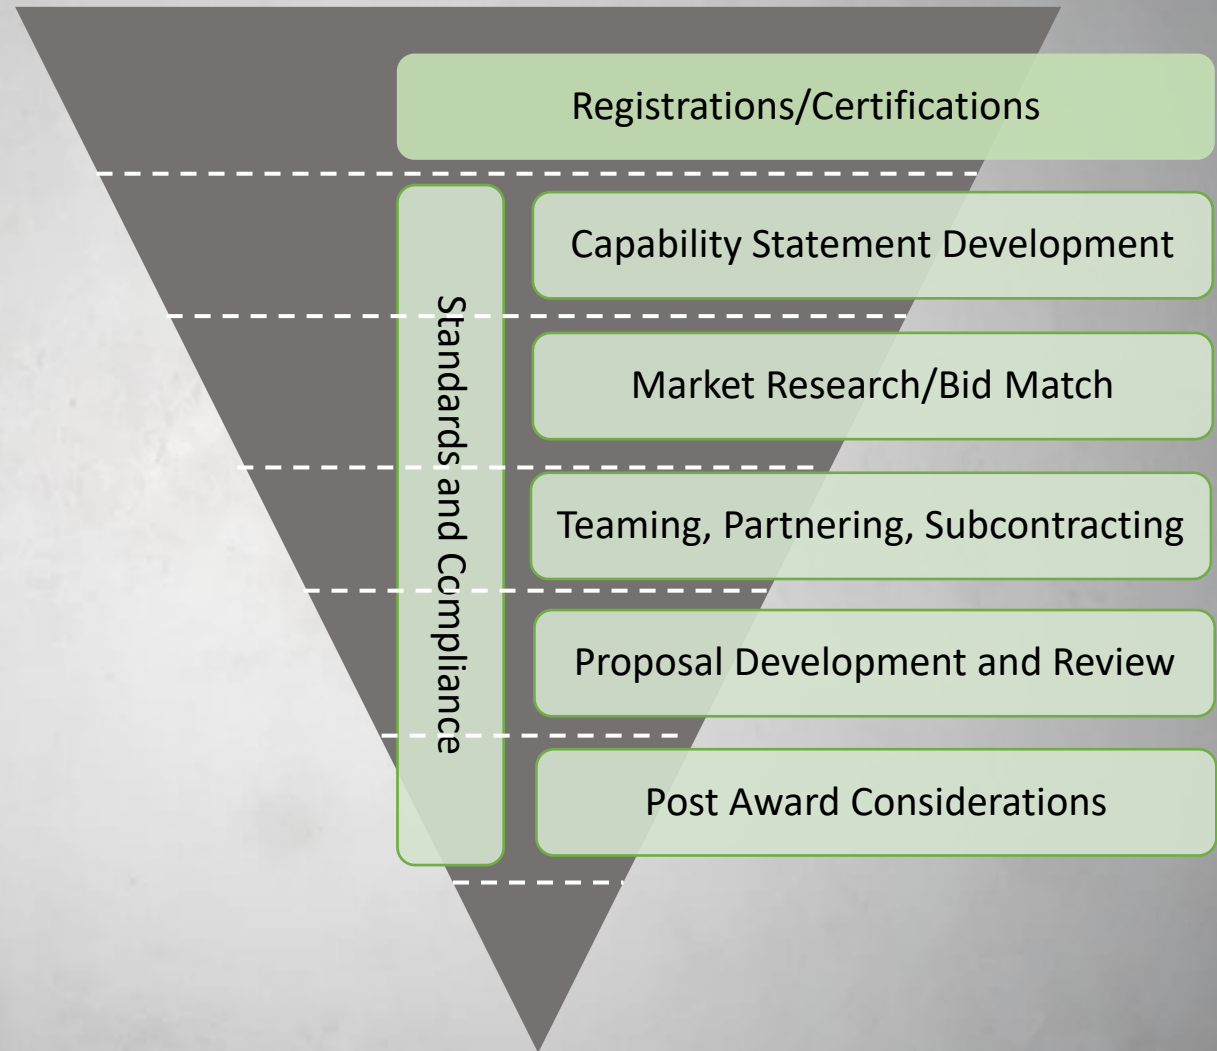 Registrations/Certifications
Standards and Compliance
Capability Statement Development
Market Research/Bid Match
Teaming, Partnering, Subcontracting
Proposal Development and Review
Post Award Considerations